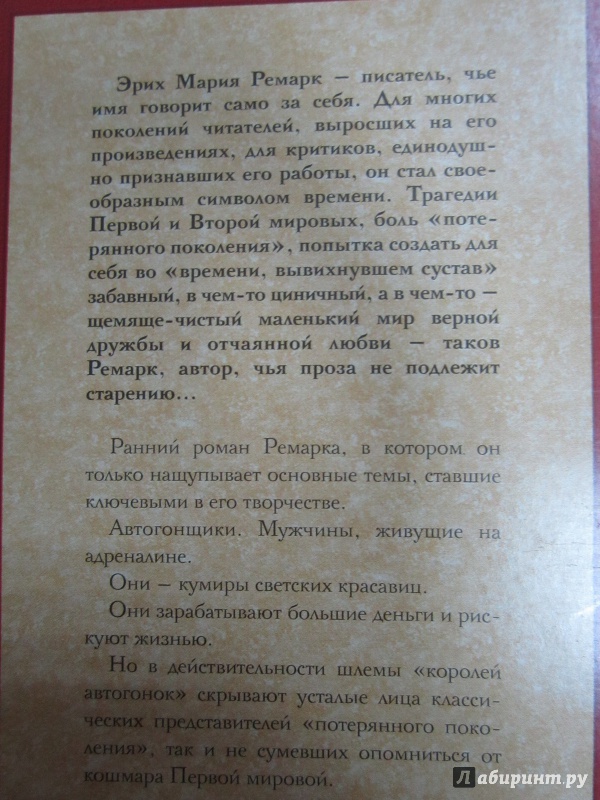 Эрих Мария Ремарк – писатель, чье
имя говорит само за себя. Для многих
поколений читателей, выросших на его
произведениях, для критиков, единодуш-
но признавших его работы, он стал свое-
образным символом времени. Трагедии
Первой и Второй мировых, боль «поте-
рянного поколения», попытка создать для
себя во «времени, вывихнувшем сустав»
забавный, в чем-то циничный, а в чем-то –
щемяще-чистый маленький мир верной
дружбы и отчаянной любви – таков
Ремарк, автор, чья проза не подлежит
старению...
Ранний роман Ремарка, в котором он
только нащупывает основные темы, ставшие
ключевыми в его творчестве.
Автогонщики. Мужчины, живущие на
адреналине.
Они – кумиры светских красавиц.
Они зарабатывают большие деньги и рис-
куют жизнью.
Но в действительности шлемы «королей
автогонок» скрывают усталые лица класси-
ческих представителей «потерянного поко-
ления», так и не сумевших опомниться от
кошмара Первой мировой.
Лабиринт.ру